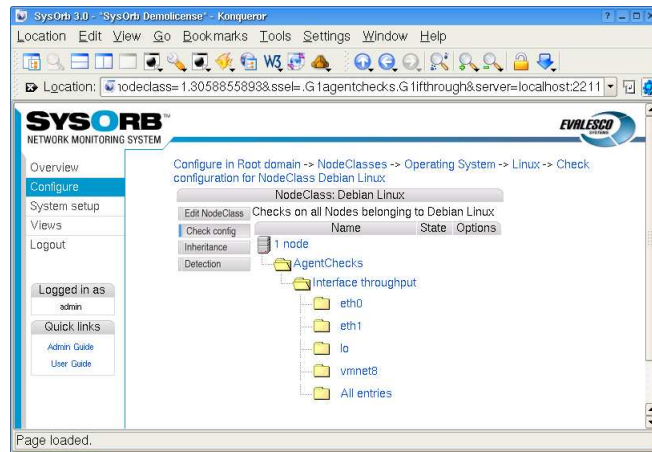 SysOrb 3.0 - "SysOrb Demolicense" - Konqueror
Location Edit View Go Bookmarks Tools Settings Window Help
Location: nodeclass=1.3058855893&ssel=.G1agentchecks.G1ifthrough&server=localhost:2211
SYSORB™
NETWORK MONITORING SYSTEM
EVALESCO
SYSTEMS
Overview
Configure
System setup
Views
Logout
Logged in as
admin
Quick links
Admin Guide
User Guide
Configure in Root domain -> NodeClasses -> Operating System -> Linux -> Check
configuration for NodeClass Debian Linux
NodeClass: Debian Linux
Edit NodeClass
Check config
Inheritance
Detection
Checks on all Nodes belonging to Debian Linux
Name State Options
1 node
AgentChecks
Interface throughput
eth0
eth1
lo
vmnet8
All entries
Page loaded.